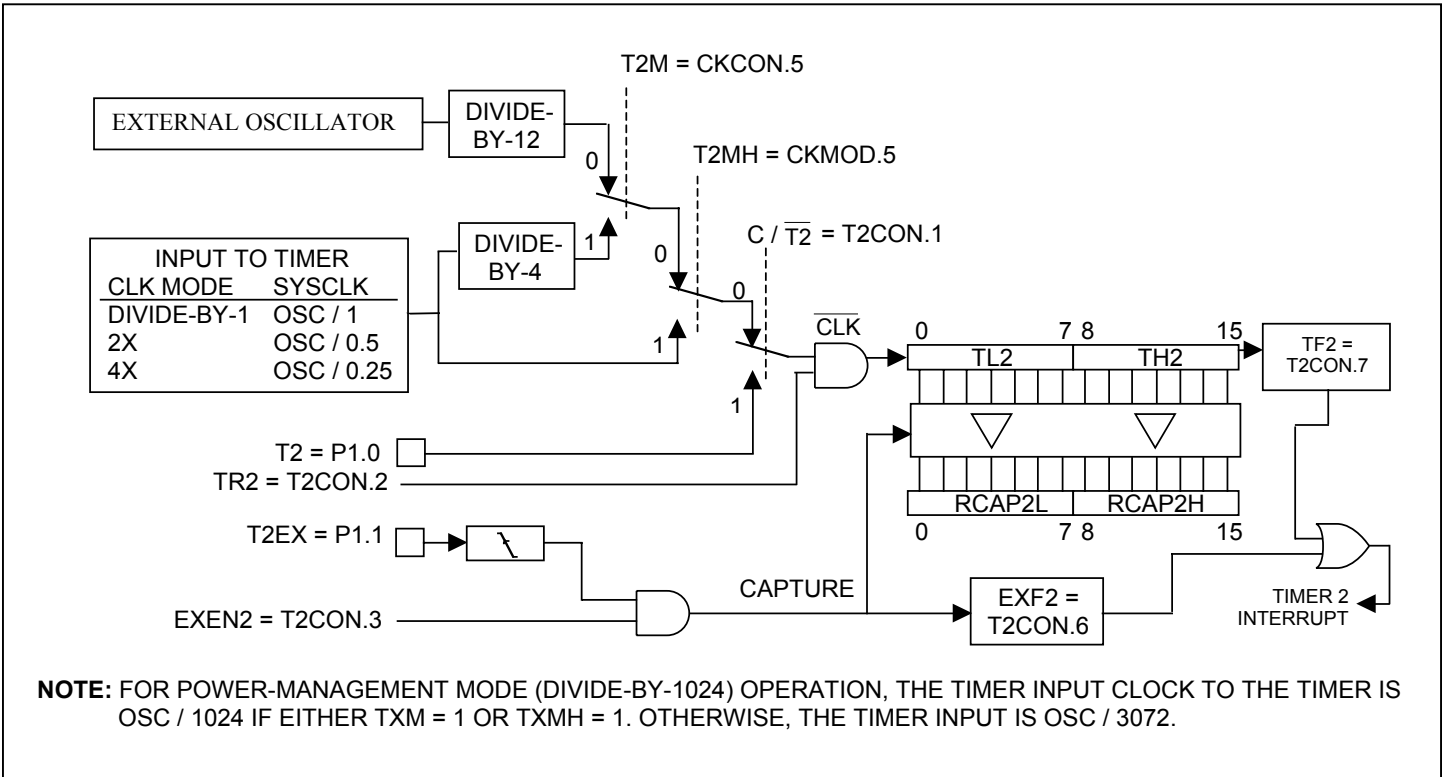 T2M = CKCON.5
EXTERNAL OSCILLATOR
DIVIDE-
BY-12
0
T2MH = CKMOD.5
1
DIVIDE-
BY-4
0
C / T2 = T2CON.1
INPUT TO TIMER
CLK MODE SYSCLK
DIVIDE-BY-1 OSC / 1
2X OSC / 0.5
4X OSC / 0.25
0
1
CLK
0 7 8 15
TL2 TH2
TF2 =
T2CON.7
1
T2 = P1.0
TR2 = T2CON.2
RCAP2L RCAP2H
0 7 8 15
T2EX = P1.1
CAPTURE
EXEN2 = T2CON.3
EXF2 =
T2CON.6
TIMER 2
INTERRUPT
NOTE: FOR POWER-MANAGEMENT MODE (DIVIDE-BY-1024) OPERATION, THE TIMER INPUT CLOCK TO THE TIMER IS
OSC / 1024 IF EITHER TXM = 1 OR TXMH = 1. OTHERWISE, THE TIMER INPUT IS OSC / 3072.